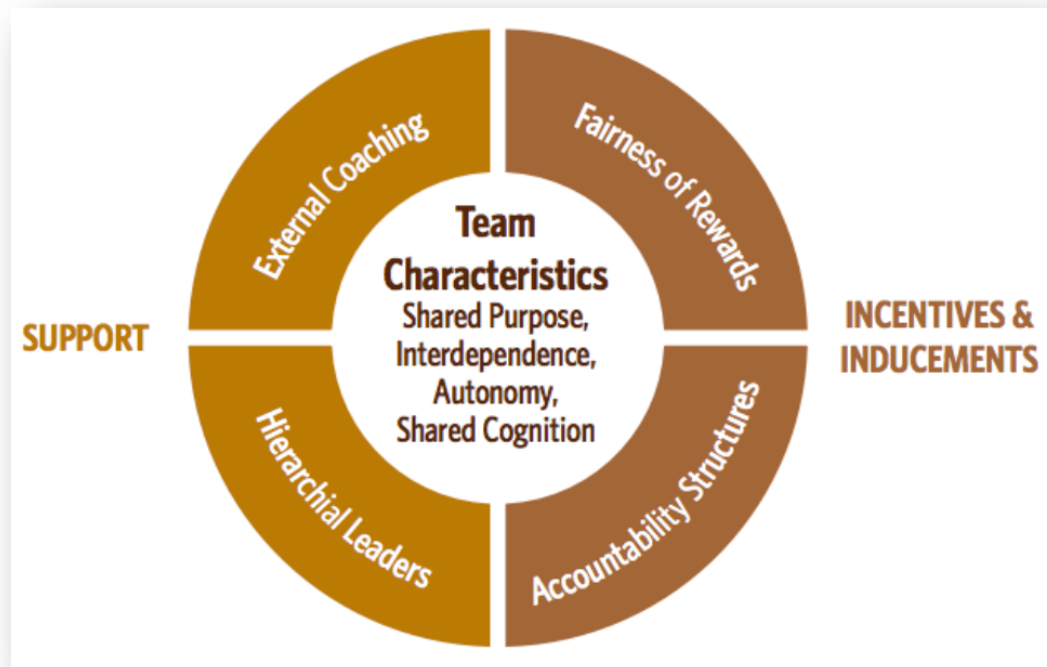 External Coaching
Fairness of Rewards
Team
Characteristics
Shared Purpose,
Interdependence,
Autonomy,
Shared Cognition
SUPPORT
INCENTIVES &
INDUCEMENTS
Hierarchial Leaders
Accountability Structures